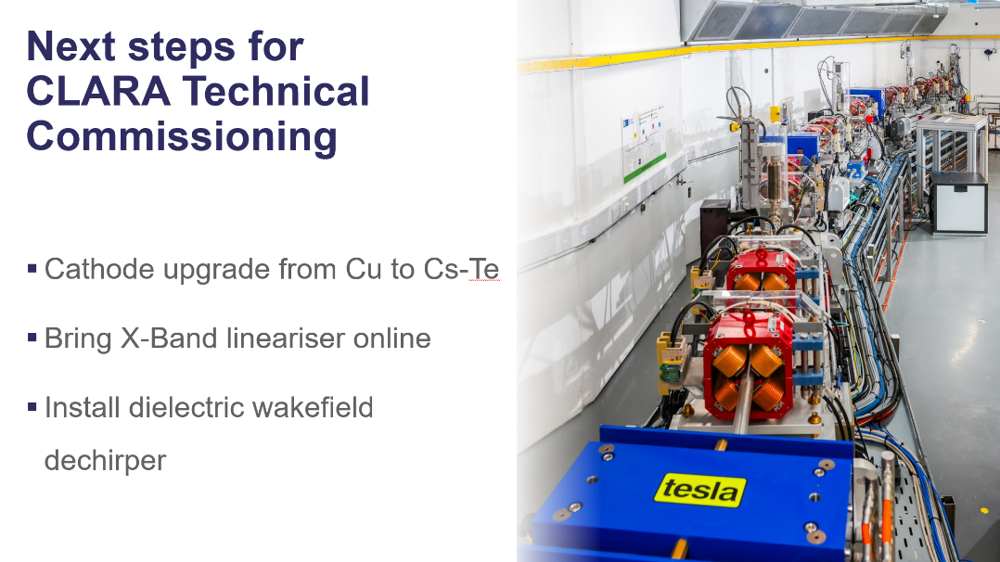 Next steps for
CLARA Technical
Commissioning
Cathode upgrade from Cu to Cs-Te
Bring X-Band lineariser online
Install dielectric wakefield
dechirper
tesla